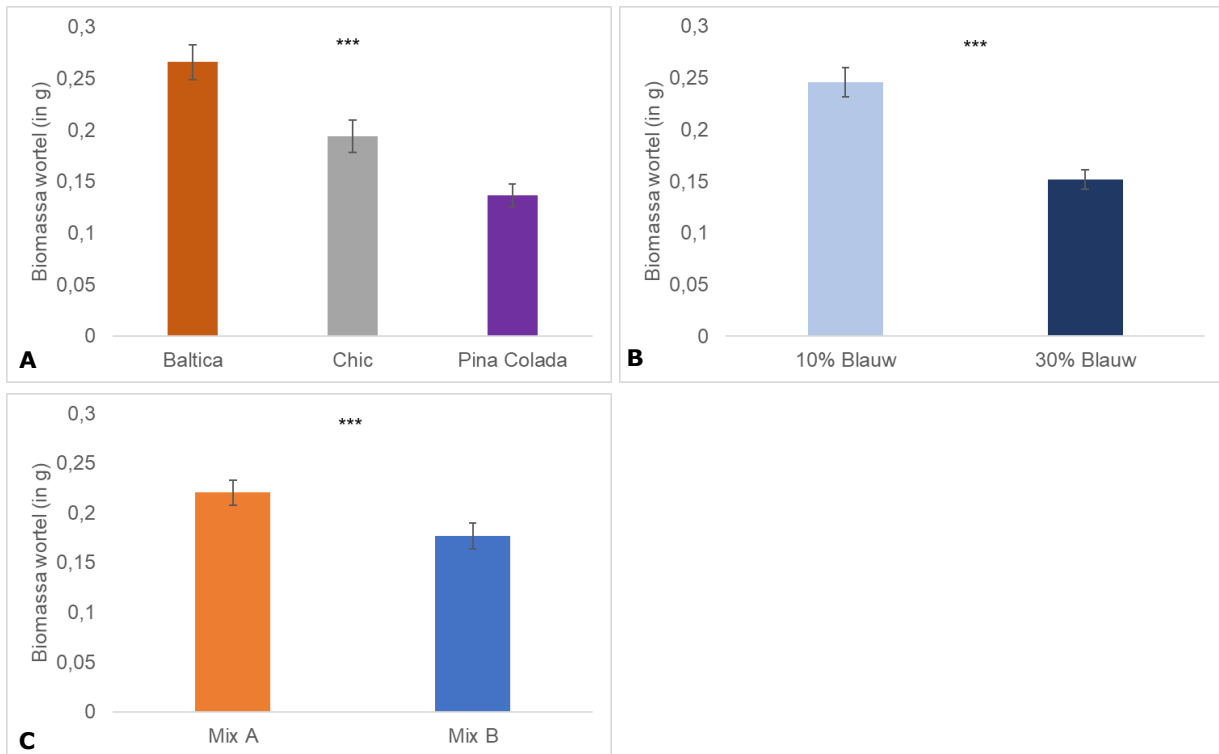 Biomassa wortel (in g)
0,3
0,25
0,2
0,15
0,1
0,05
0
***
Baltica Chic Pina Colada
A
Biomassa wortel (in g)
0,3
0,25
0,2
0,15
0,1
0,05
0
***
10% Blauw 30% Blauw
B
Biomassa wortel (in g)
0,3
0,25
0,2
0,15
0,1
0,05
0
***
Mix A Mix B
C